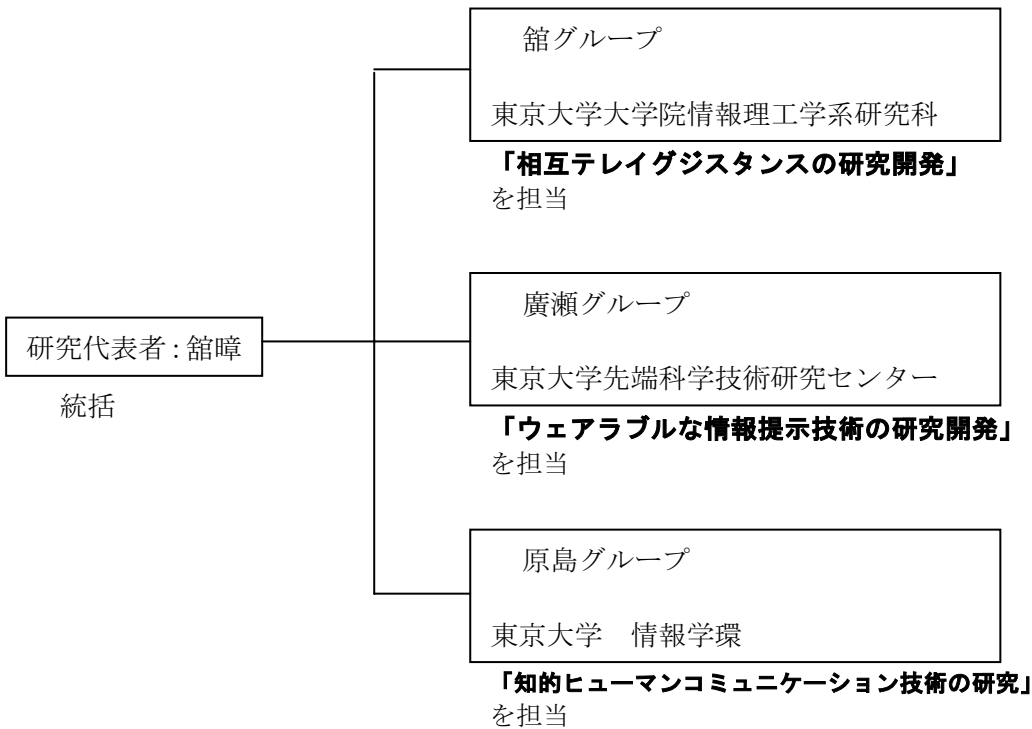 舘グループ
東京大学大学院情報理工学系研究科
「相互テレイグジスタンスの研究開発」
を担当
廣瀬グループ
東京大学先端科学技術研究センター
「ウェアラブルな情報提示技術の研究開発」
を担当
研究代表者:舘暲
統括
原島グループ
東京大学　情報学環
「知的ヒューマンコミュニケーション技術の研究」
を担当